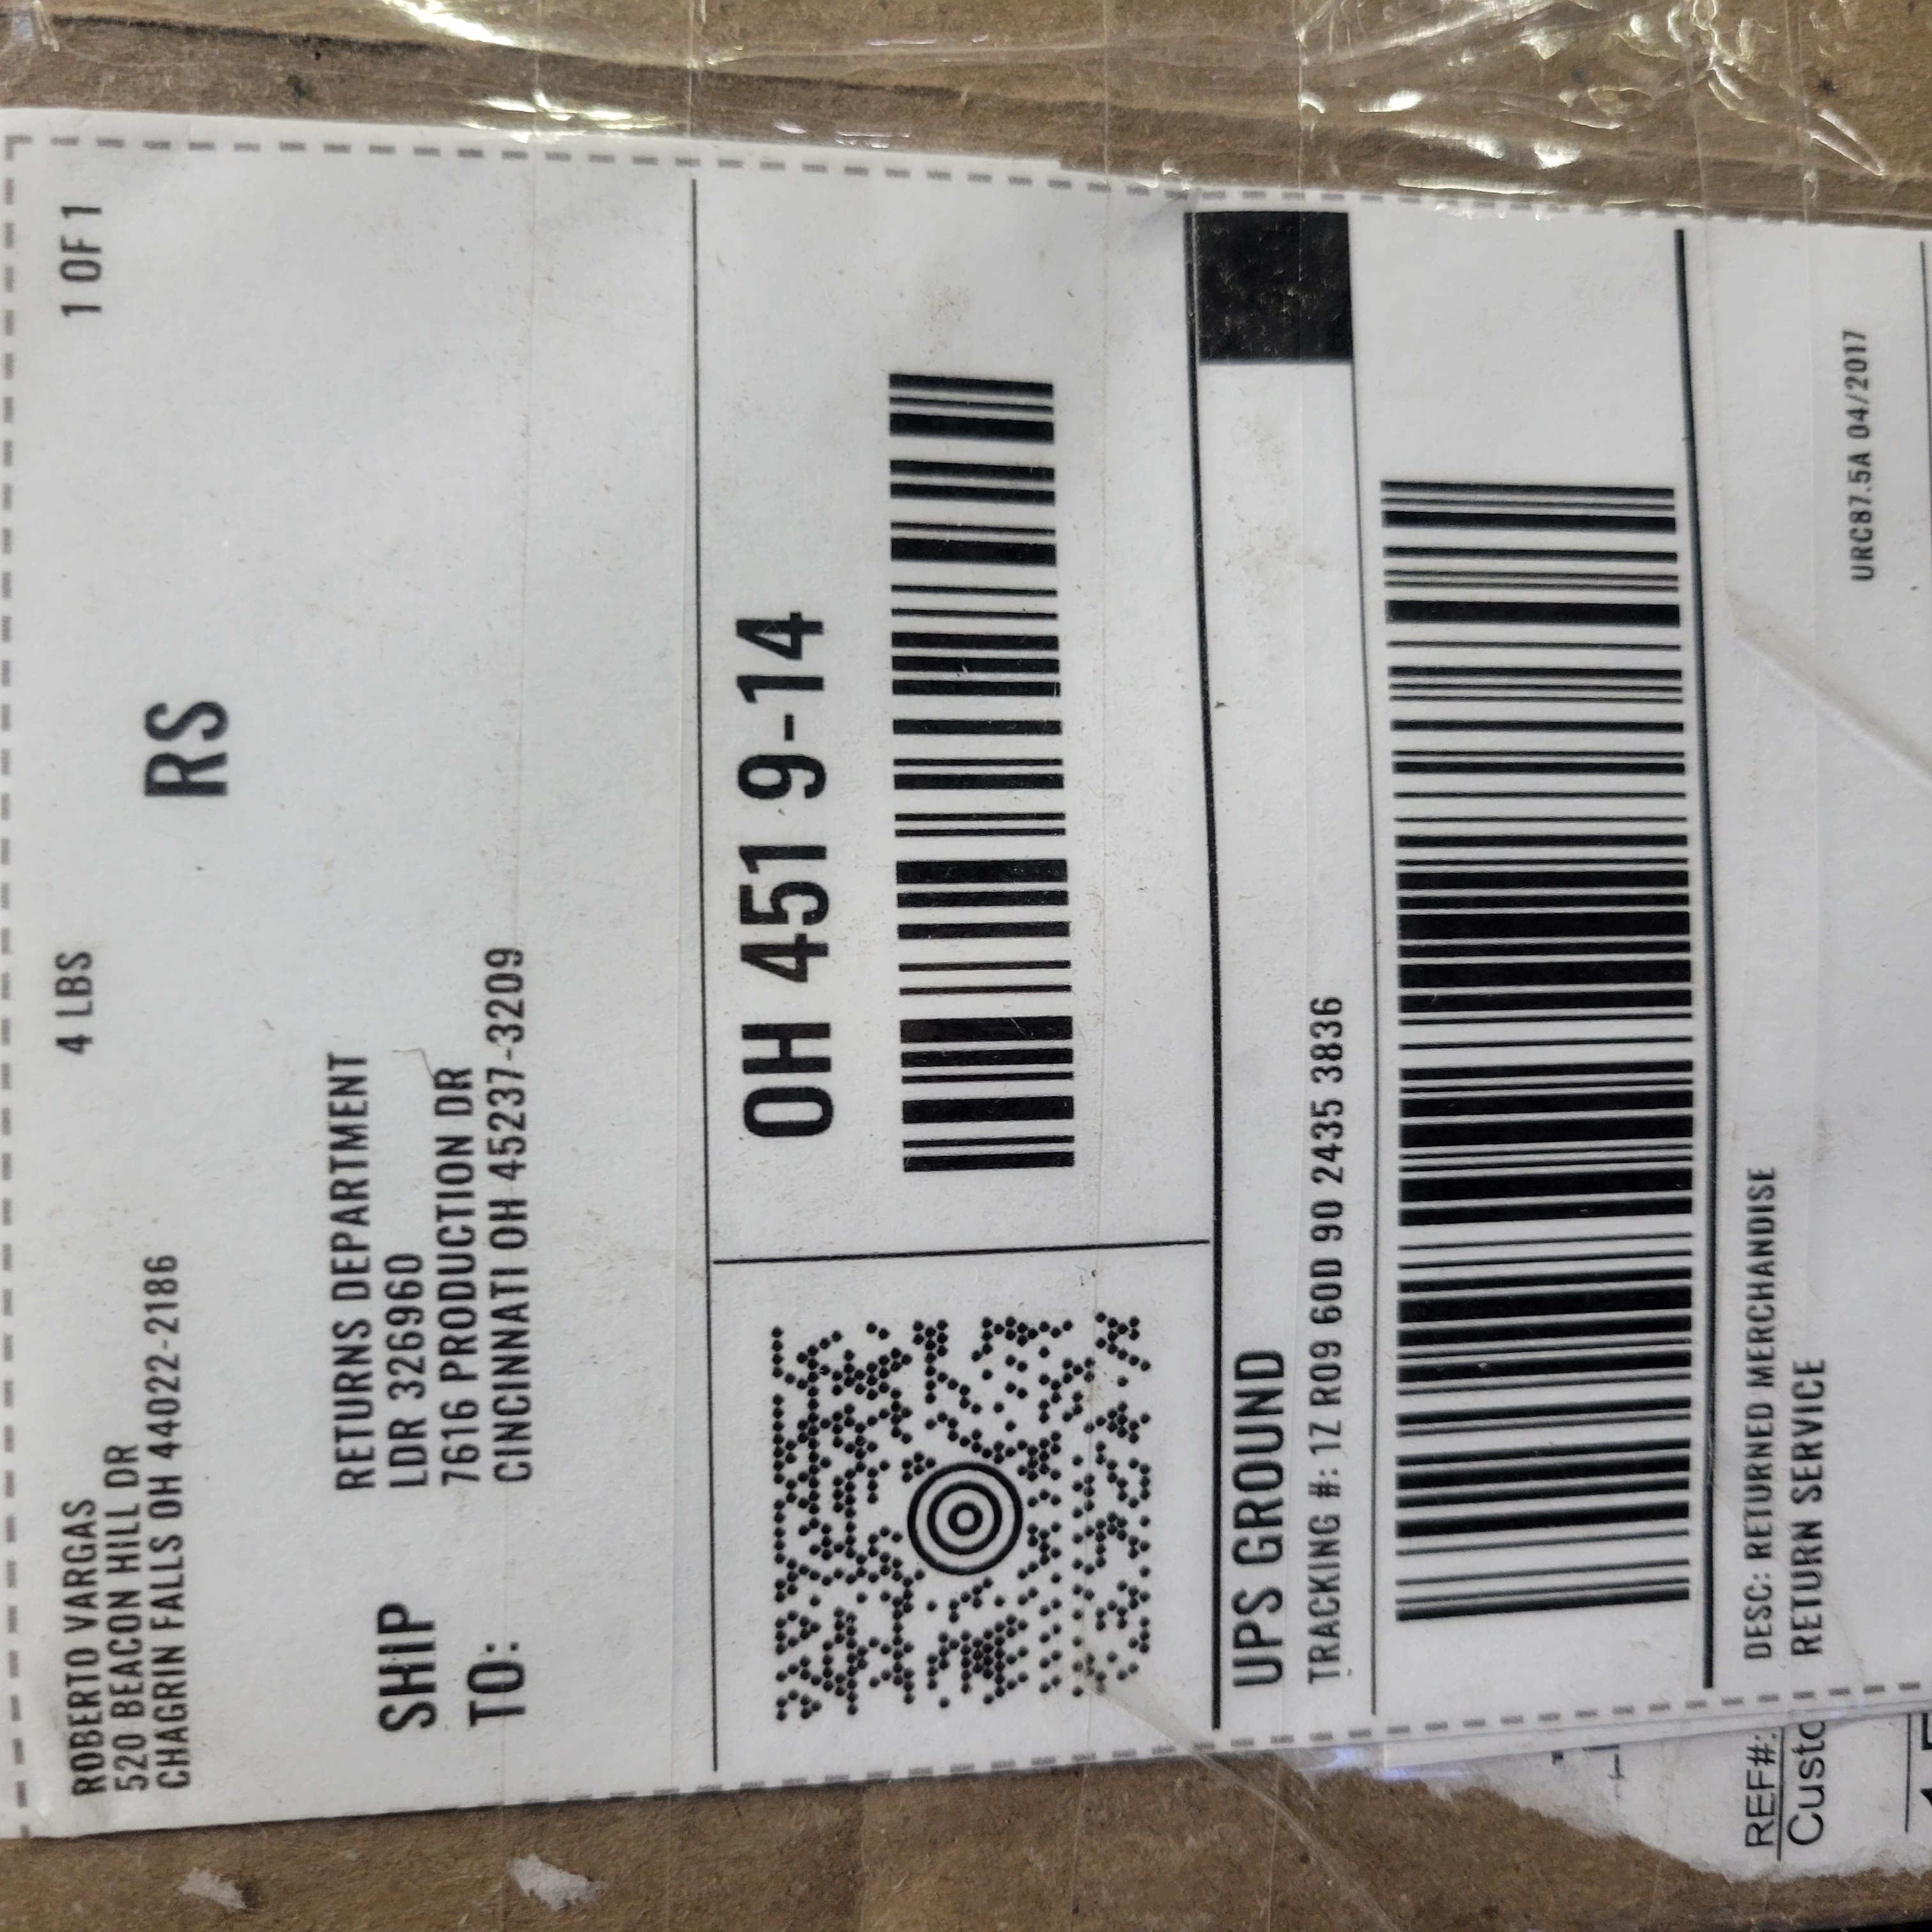 ROBERTO VARGAS
520 BEACON HILL DR
CHAGRIN FALLS OH 44022-2186
4 LBS
1 OF 1
RS
SHIP
TO:
RETURNS DEPARTMENT
LDR 326960
7616 PRODUCTION DR
CINCINNATI OH 45237-3209
OH 451 9-14
UPS GROUND
TRACKING #: 1Z R09 60D 90 2435 3836
DESC: RETURNED MERCHANDISE
RETURN SERVICE
URC87.5A 04/2017
REF#: